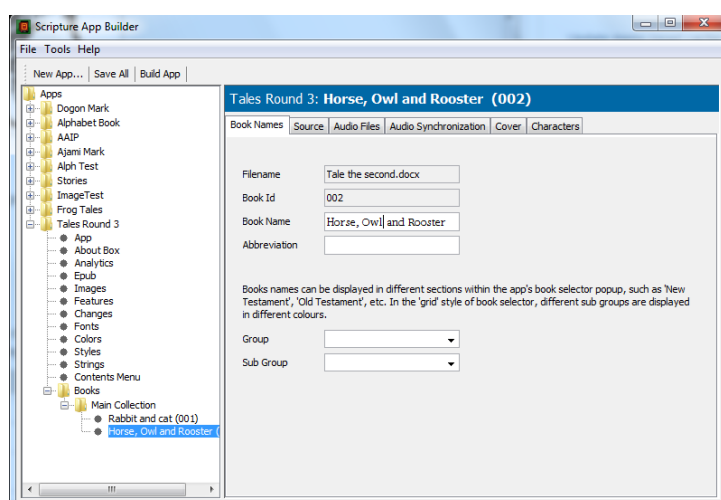 Scripture App Builder
File Tools Help
New App... Save All Build App
Apps
Dogon Mark
Alphabet Book
AAIP
Ajami Mark
Alph Test
Stories
ImageTest
Frog Tales
Tales Round 3
App
About Box
Analytics
Epub
Images
Features
Changes
Fonts
Colors
Styles
Strings
Contents Menu
Books
Main Collection
Rabbit and cat (001)
Horse, Owl and Rooster (
Tales Round 3: Horse, Owl and Rooster (002)
Book Names Source Audio Files Audio Synchronization Cover Characters
Filename Tale the second.docx
Book Id 002
Book Name Horse, Owl and Rooster
Abbreviation
Books names can be displayed in different sections within the app's book selector popup, such as 'New
Testament', 'Old Testament', etc. In the 'grid' style of book selector, different sub groups are displayed
in different colours.
Group
Sub Group